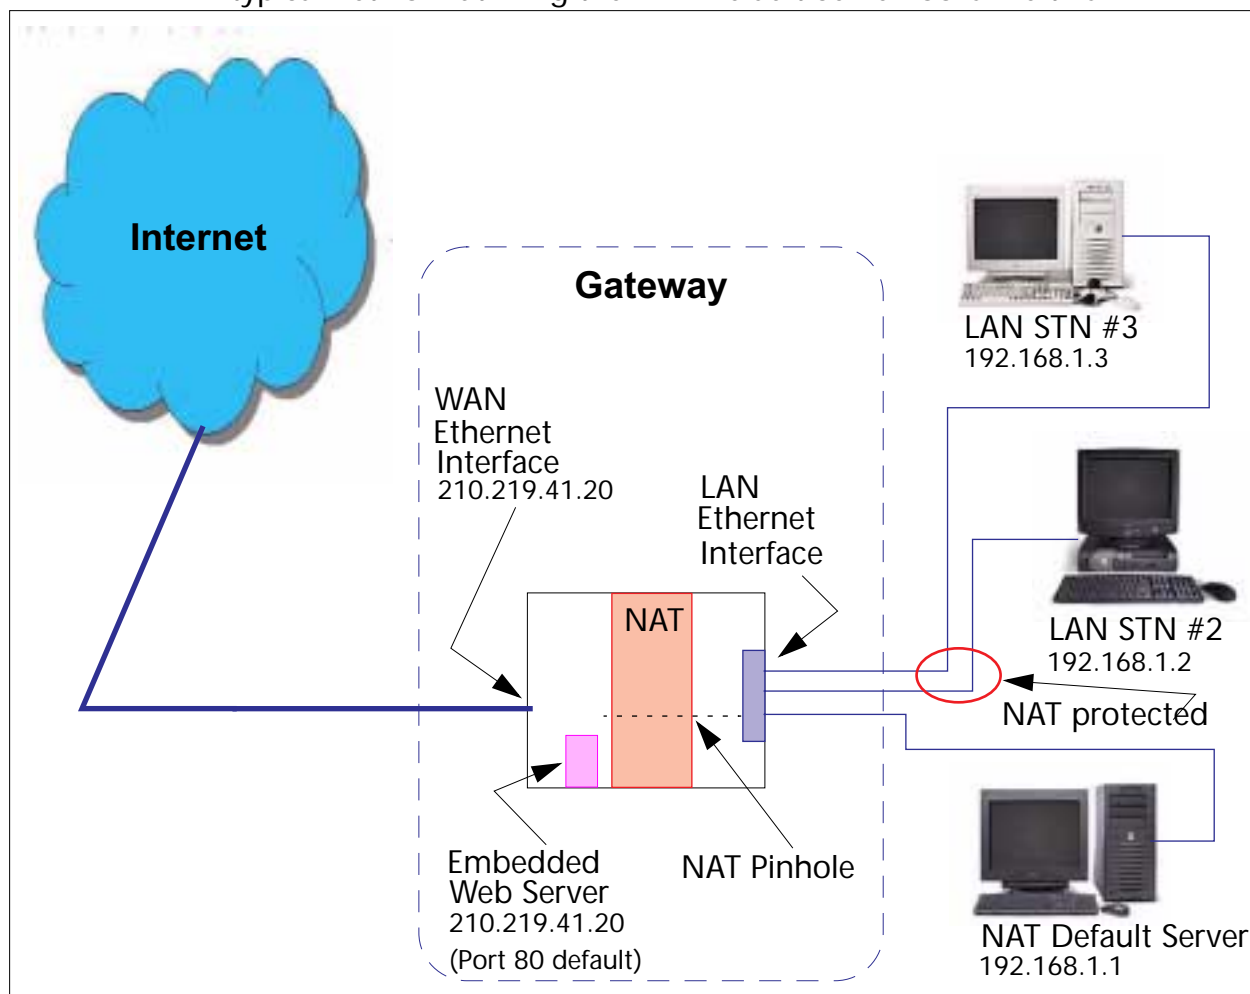 Internet
Gateway
LAN STN #3
192.168.1.3
WAN
Ethernet
Interface
210.219.41.20
LAN
Ethernet
Interface
NAT
LAN STN #2
192.168.1.2
NAT protected
Embedded
Web Server
210.219.41.20
(Port 80 default)
NAT Pinhole
NAT Default Server
192.168.1.1